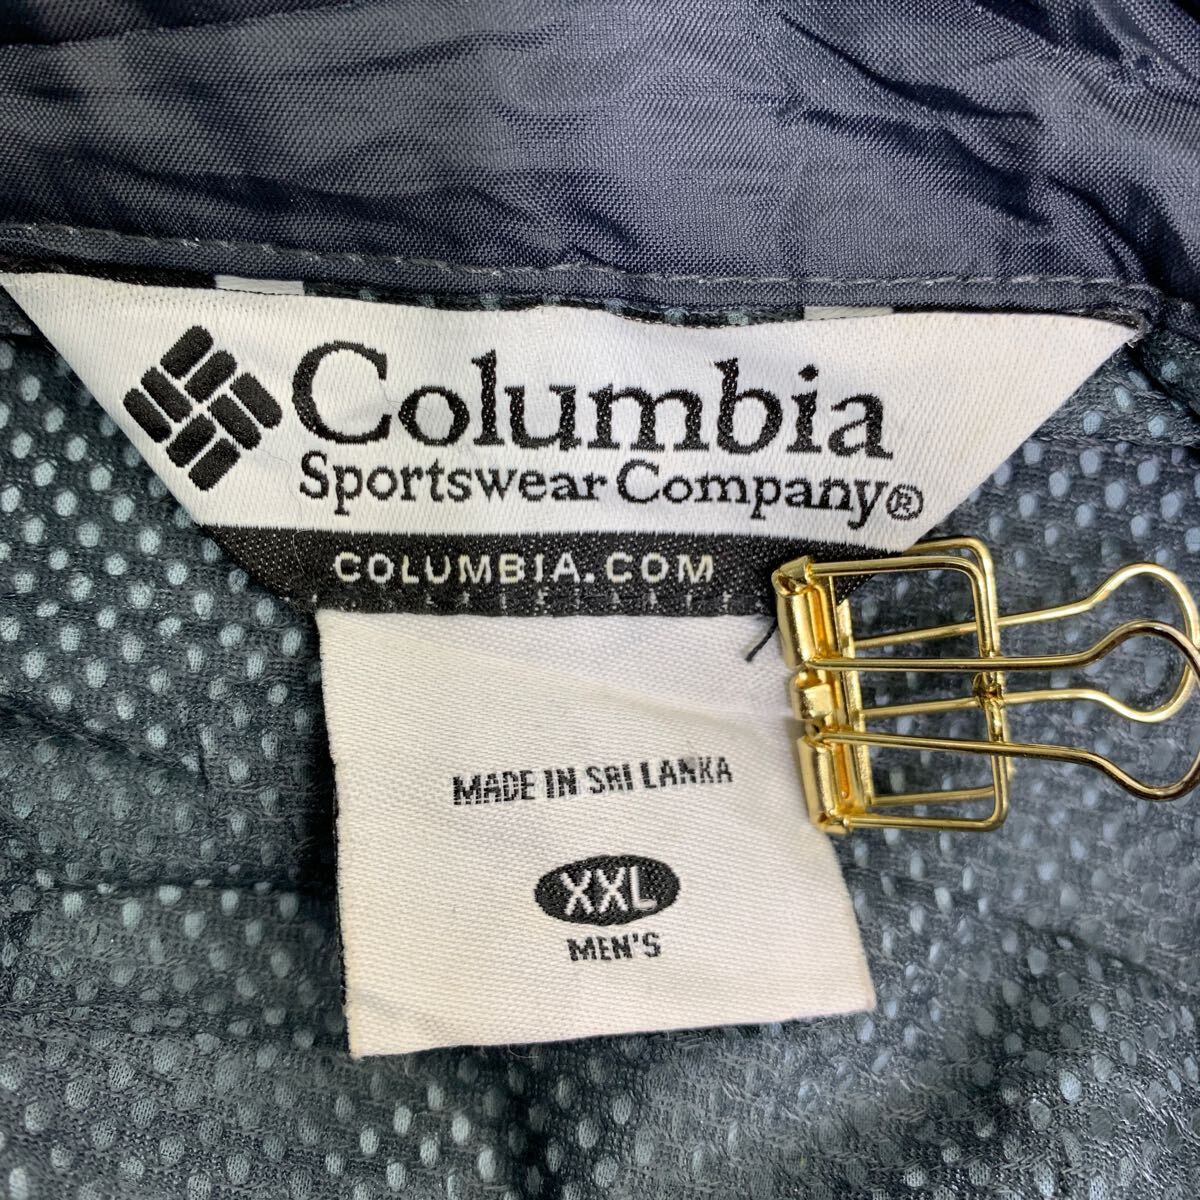 Columbia
Sportswear Company®
COLUMBIA.COM
MADE IN SRI LANKA
XXL
MEN'S